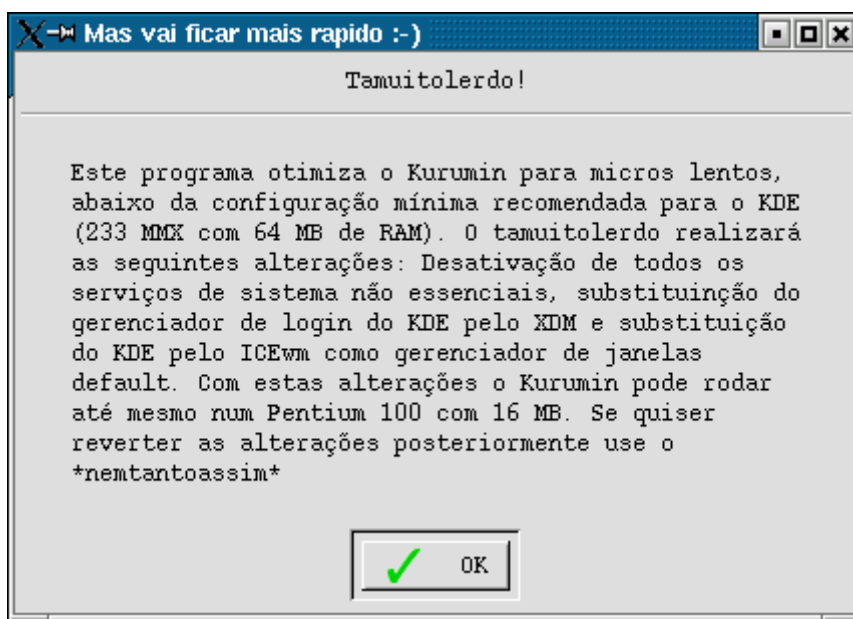 Mas vai ficar mais rapido :-)
Tamuitolerdo!
Este programa otimiza o Kurumin para micros lentos,
abaixo da configuração mínima recomendada para o KDE
(233 MMX com 64 MB de RAM). O tamuitolerdo realizará
as seguintes alterações: Desativação de todos os
serviços de sistema não essenciais, substituinção do
gerenciador de login do KDE pelo XDM e substituição
do KDE pelo ICEwm como gerenciador de janelas
default. Com estas alterações o Kurumin pode rodar
até mesmo num Pentium 100 com 16 MB. Se quiser
reverter as alterações posteriormente use o
*nemtantoassim*
OK